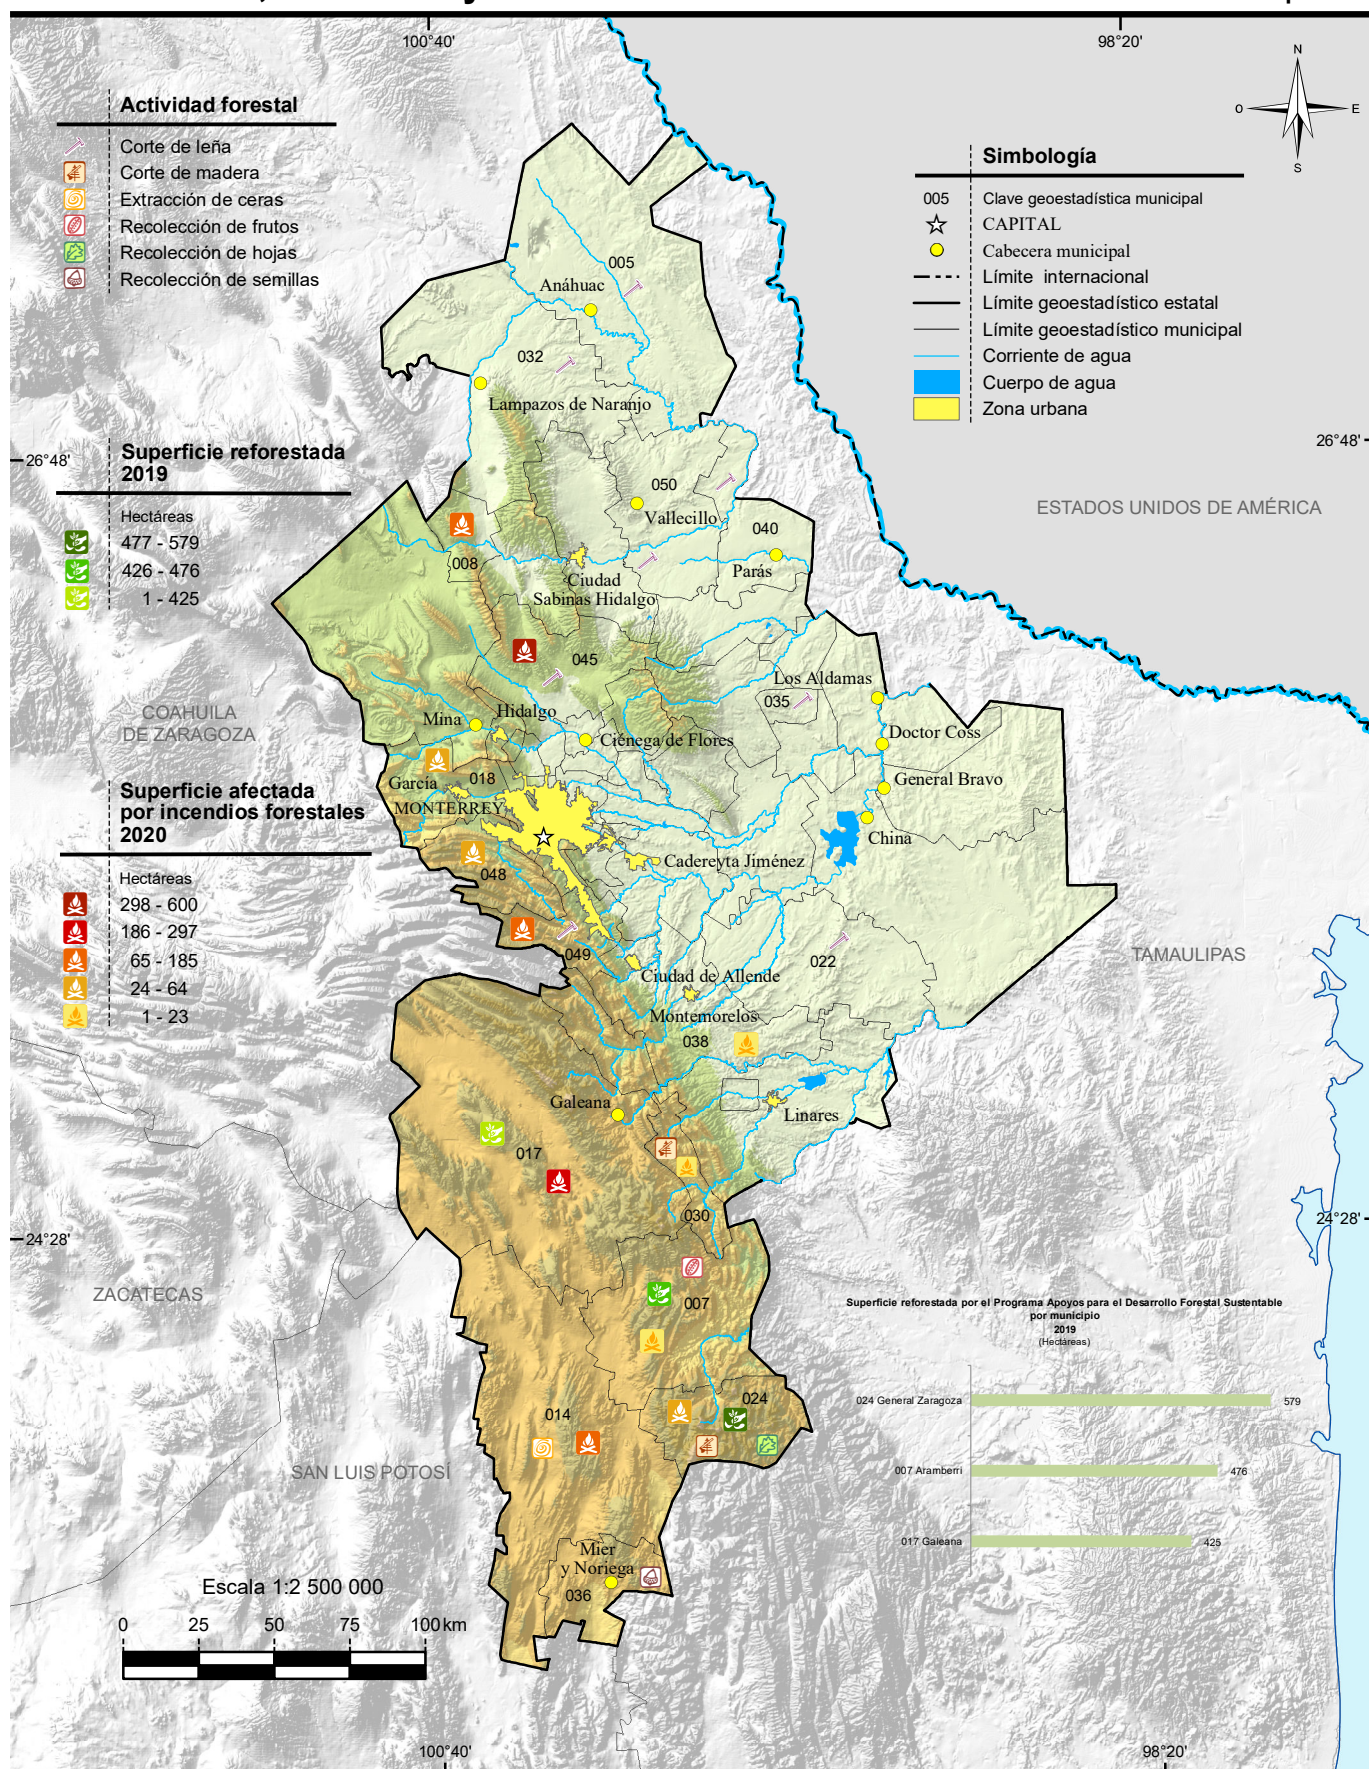 100°40'
98°20'
N
O
E
S
Actividad forestal
Corte de leña
Corte de madera
Extracción de ceras
Recolección de frutos
Recolección de hojas
Recolección de semillas
Simbología
005 Clave geoestadística municipal
CAPITAL
Cabecera municipal
Límite internacional
Límite geoestadístico estatal
Límite geoestadístico municipal
Corriente de agua
Cuerpo de agua
Zona urbana
Superficie reforestada
2019
Hectáreas
477 - 579
426 - 476
1 - 425
Superficie afectada
por incendios forestales
2020
Hectáreas
298 - 600
186 - 297
65 - 185
24 - 64
1 - 23
26°48'
26°48'
ESTADOS UNIDOS DE AMÉRICA
COAHUILA
DE ZARAGOZA
TAMAULIPAS
ZACATECAS
SAN LUIS POTOSÍ
24°28'
24°28'
005
Anáhuac
032
Lampazos de Naranjo
050
Vallecillo
040
Parás
008
Ciudad
Sabinas Hidalgo
045
Los Aldamas
035
Mina
Hidalgo
Ciénega de Flores
Doctor Coss
García
018
General Bravo
MONTERREY
China
Cadereyta Jiménez
048
049
022
Ciudad de Allende
Montemorelos
038
Galeana
Linares
017
030
007
024
014
Mier
y Noriega
036
Superficie reforestada por el Programa Apoyos para el Desarrollo Forestal Sustentable
por municipio
2019
(Hectáreas)
024 General Zaragoza 579
007 Aramberri 476
017 Galeana 425
Escala 1:2 500 000
0 25 50 75 100 km
100°40'
98°20'